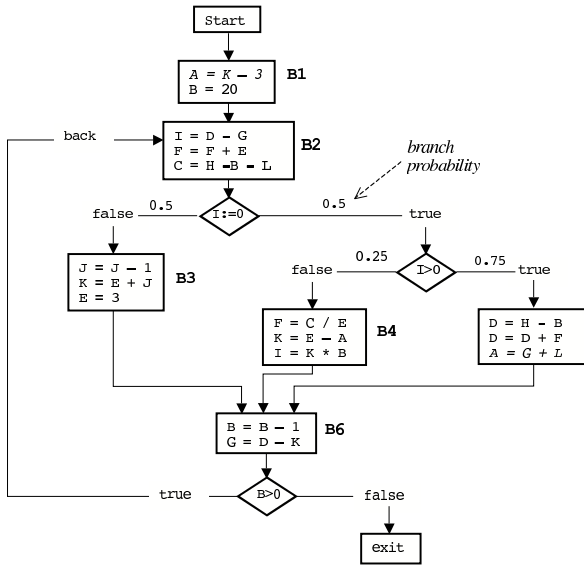 Start
A = K - 3
B = 20
B1
back
I = D - G
F = F + E
C = H -B - L
B2
branch
probability
false
0.5
I:=0
0.5
true
J = J - 1
K = E + J
E = 3
B3
false
0.25
I>0
0.75
true
F = C / E
K = E - A
I = K * B
B4
D = H - B
D = D + F
A = G + L
B = B - 1
G = D - K
B6
true
B>0
false
exit